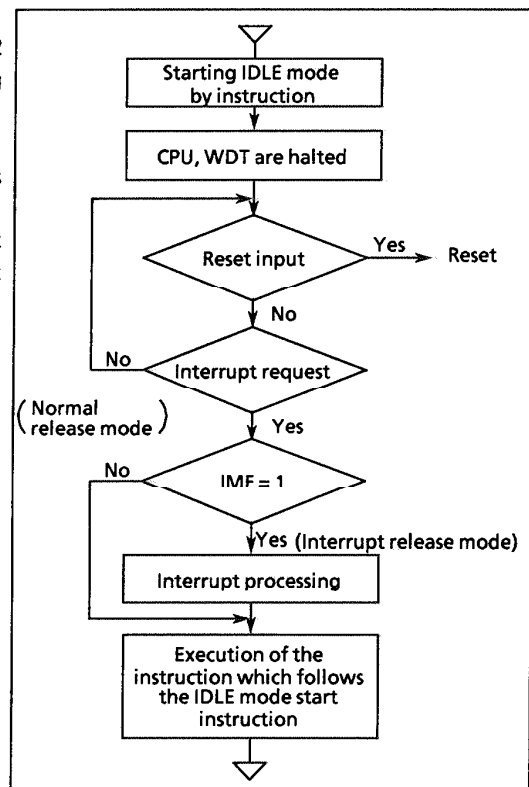 Starting IDLE mode
by instruction
CPU, WDT are halted
Reset input
Yes
Reset
No
No
Interrupt request
(Normal
release mode)
Yes
No
IMF = 1
Yes (Interrupt release mode)
Interrupt processing
Execution of the
instruction which follows
the IDLE mode start
instruction